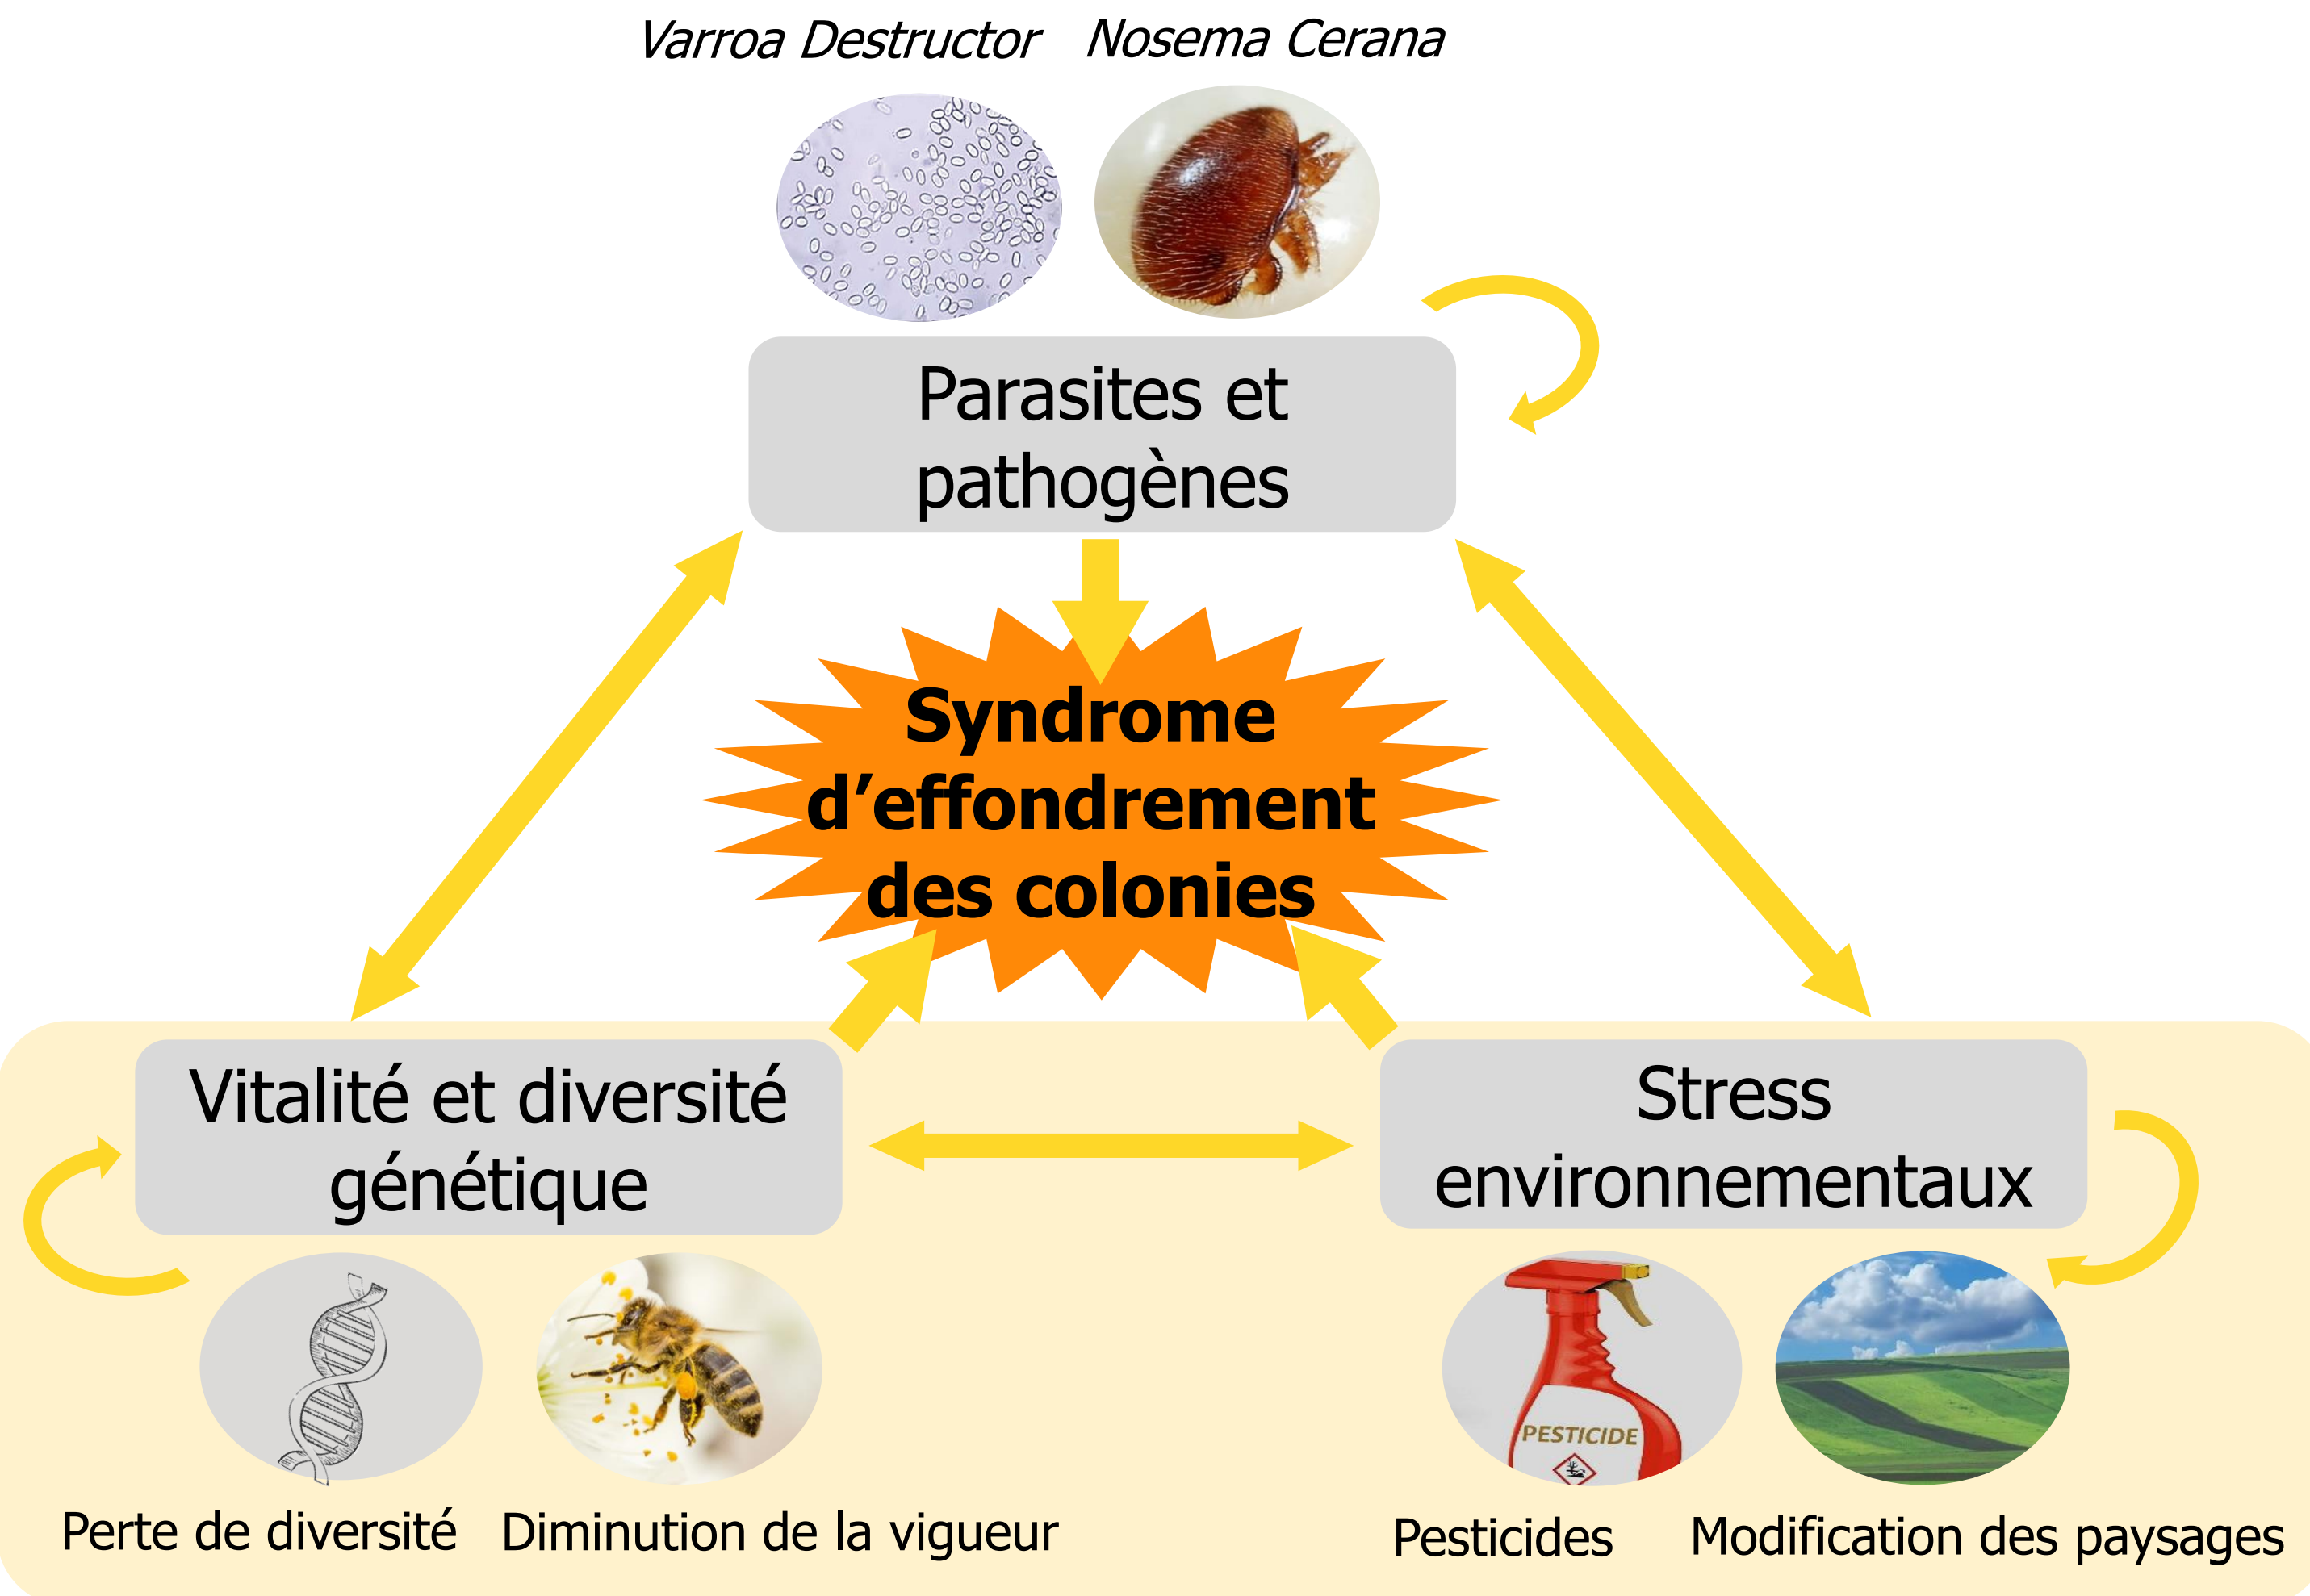 Varroa Destructor Nosema Cerana
Parasites et
pathogènes
Syndrome
d’effondrement
des colonies
Vitalité et diversité
génétique
Stress
environnementaux
PESTICIDE
Perte de diversité
Diminution de la vigueur
Pesticides
Modification des paysages